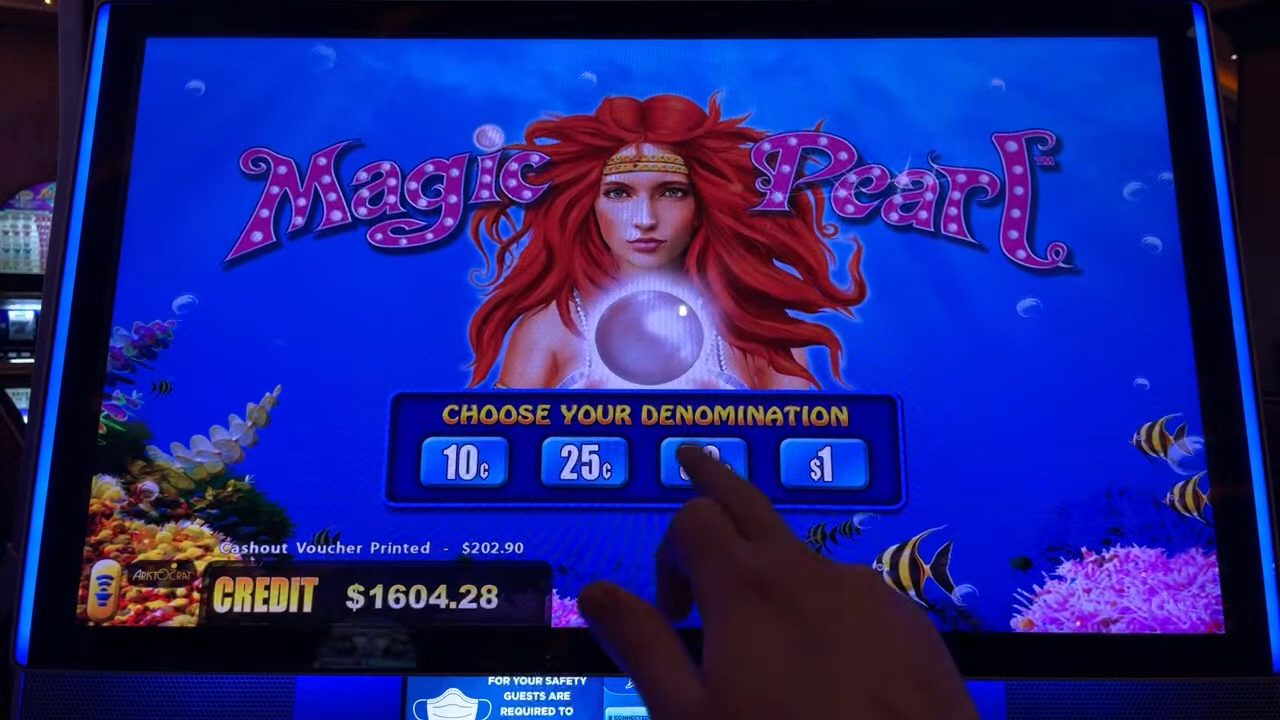 Magic Pearl™
CHOOSE YOUR DENOMINATION
10¢ 25¢ $1
Cashout Voucher Printed - $202.90
ARISTOCRAT
CREDIT $1604.28
FOR YOUR SAFETY
GUESTS ARE
REQUIRED TO